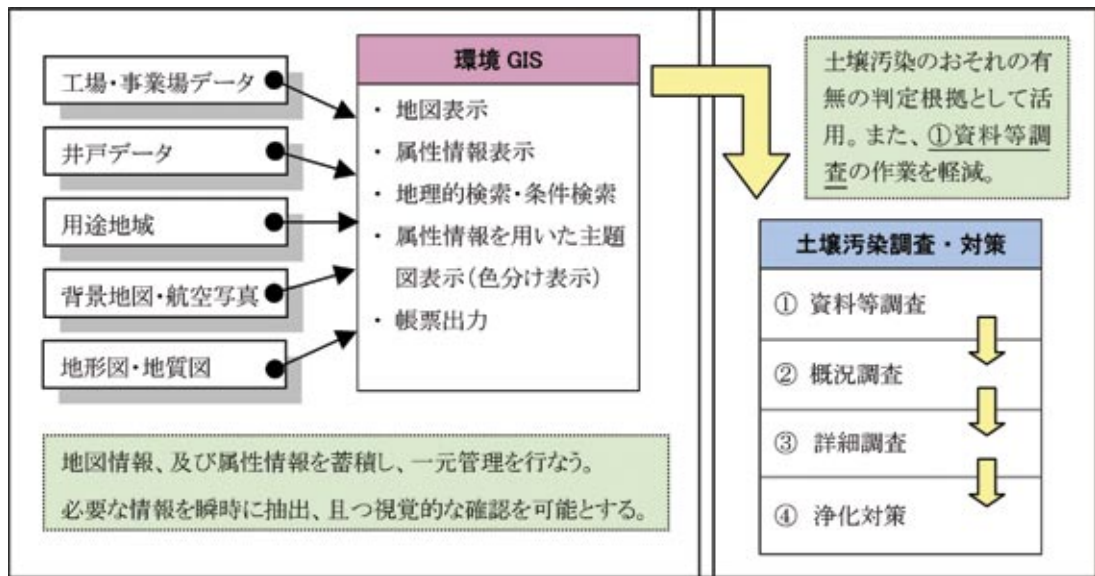 工場・事業場データ
井戸データ
用途地域
背景地図・航空写真
地形図・地質図
環境 GIS
・ 地図表示
・ 属性情報表示
・ 地理的検索・条件検索
・ 属性情報を用いた主題
図表示(色分け表示)
・ 帳票出力
地図情報、及び属性情報を蓄積し、一元管理を行なう。
必要な情報を瞬時に抽出、且つ視覚的な確認を可能とする。
土壌汚染のおそれの有
無の判定根拠として活
用。また、①資料等調
査の作業を軽減。
土壌汚染調査・対策
① 資料等調査
② 概況調査
③ 詳細調査
④ 浄化対策